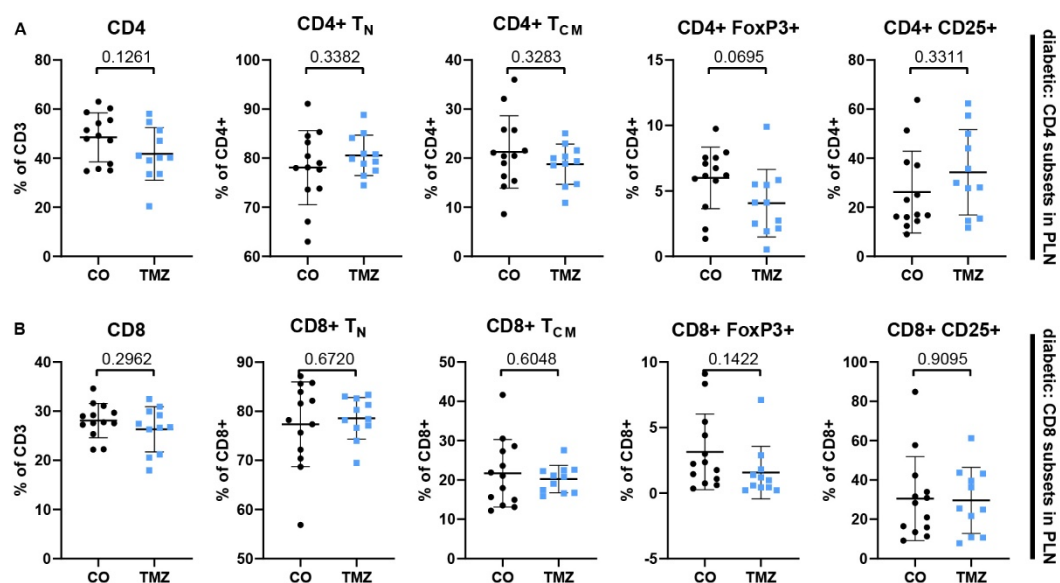 A
CD4
0.1261
% of CD3
80
60
40
20
0
CO TMZ
CD4+ TN
0.3382
% of CD4+
100
90
80
70
60
CO TMZ
CD4+ TCM
0.3283
% of CD4+
40
30
20
10
0
CO TMZ
CD4+ FoxP3+
0.0695
% of CD4+
15
10
5
0
CO TMZ
CD4+ CD25+
0.3311
% of CD4+
80
60
40
20
0
CO TMZ
diabetic: CD4 subsets in PLN
B
CD8
0.2962
% of CD3
40
30
20
10
0
CO TMZ
CD8+ TN
0.6720
% of CD8+
90
80
70
60
50
CO TMZ
CD8+ TCM
0.6048
% of CD8+
50
40
30
20
10
0
CO TMZ
CD8+ FoxP3+
0.1422
% of CD8+
10
5
0
-5
CO TMZ
CD8+ CD25+
0.9095
% of CD8+
100
80
60
40
20
0
CO TMZ
diabetic: CD8 subsets in PLN